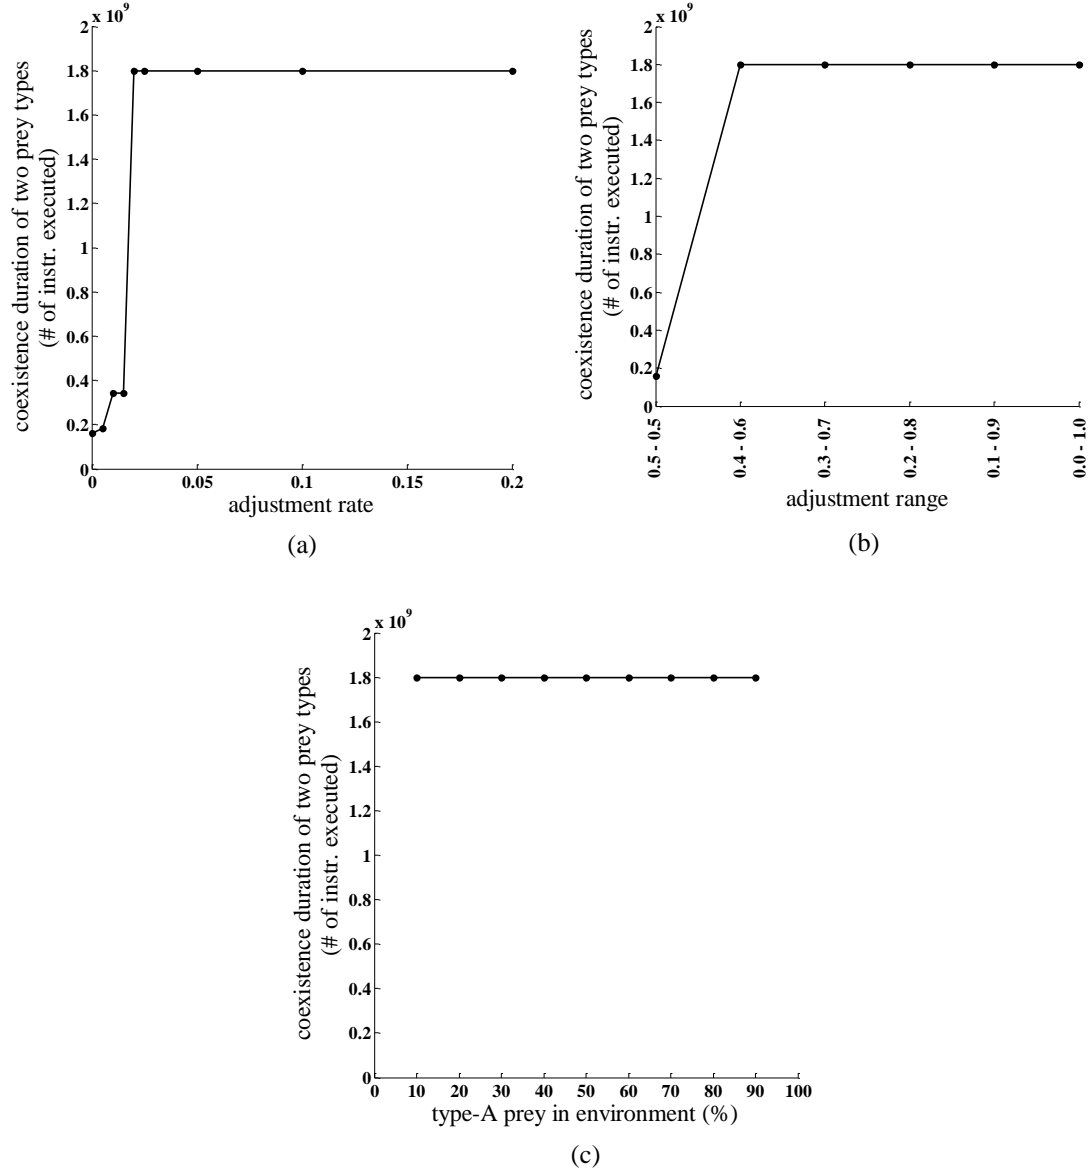 x 10^9
2
1.8
1.6
1.4
1.2
1
0.8
0.6
0.4
0.2
0
coexistence duration of two prey types
(# of instr. executed)
0 0.05 0.1 0.15 0.2
adjustment rate
(a)
x 10^9
2
1.8
1.6
1.4
1.2
1
0.8
0.6
0.4
0.2
0
coexistence duration of two prey types
(# of instr. executed)
0.5 - 0.5
0.4 - 0.6
0.3 - 0.7
0.2 - 0.8
0.1 - 0.9
0.0 - 1.0
adjustment range
(b)
x 10^9
2
1.8
1.6
1.4
1.2
1
0.8
0.6
0.4
0.2
0
coexistence duration of two prey types
(# of instr. executed)
0 10 20 30 40 50 60 70 80 90 100
type-A prey in environment (%)
(c)